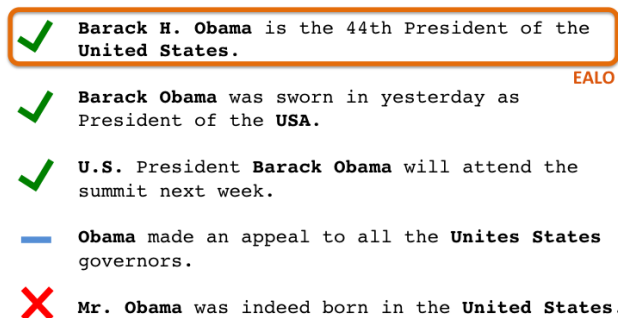 Barack H. Obama is the 44th President of the
United States.
EALO
Barack Obama was sworn in yesterday as
President of the USA.
U.S. President Barack Obama will attend the
summit next week.
Obama made an appeal to all the Unites States
governors.
Mr. Obama was indeed born in the United States.